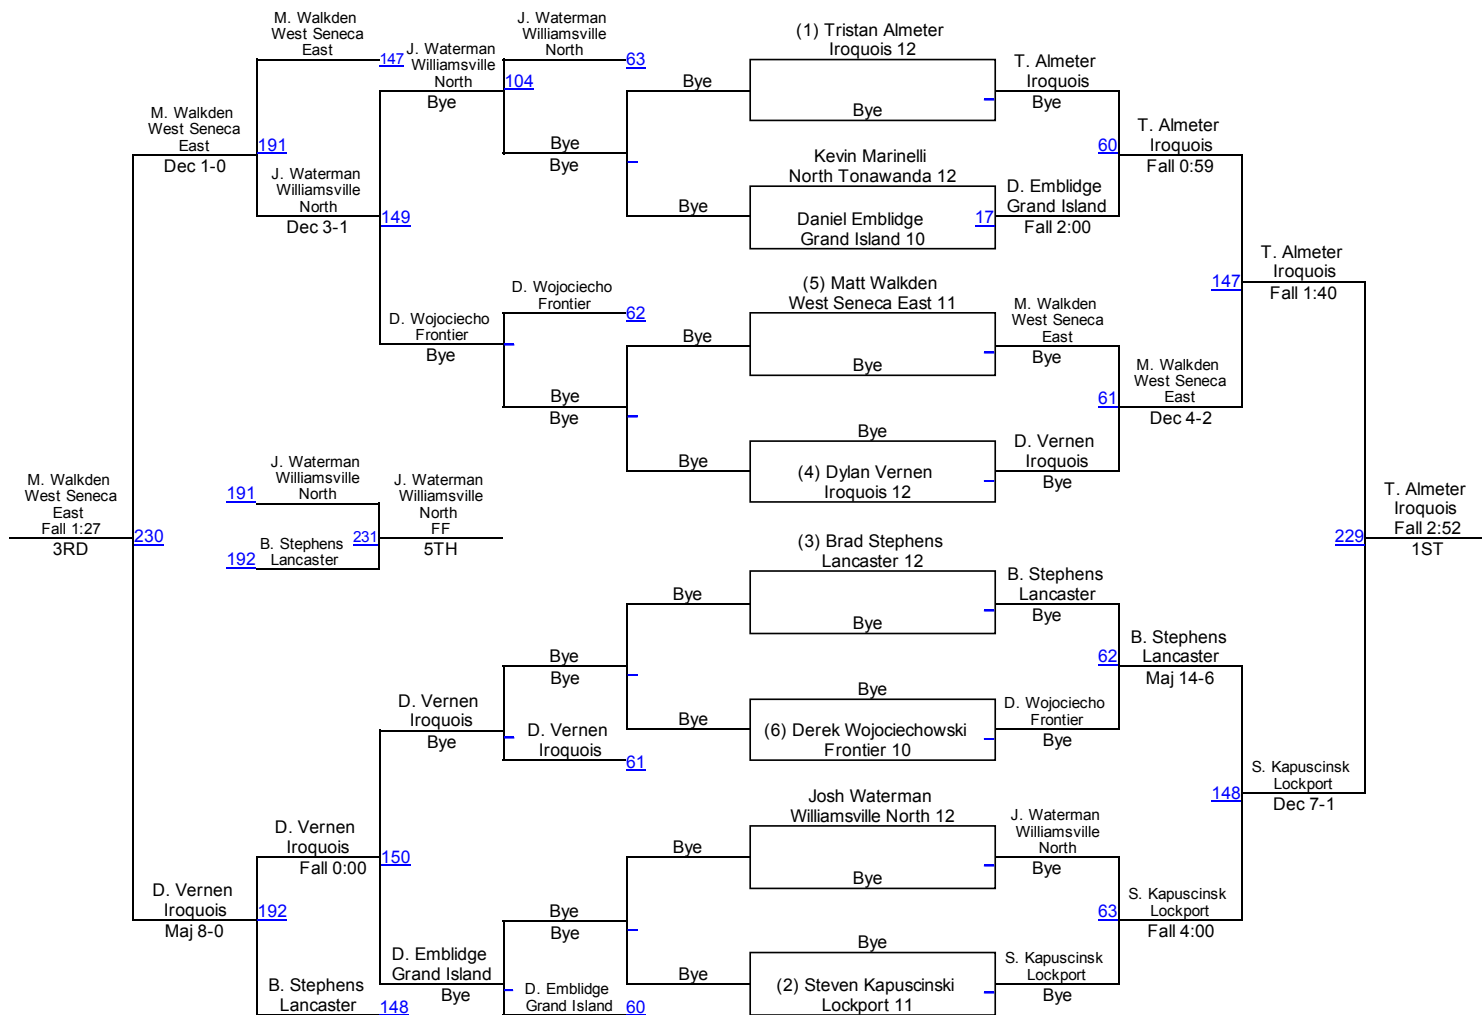 M. Walkden
West Seneca
East
147
M. Walkden
West Seneca
East
Dec 1-0
191
J. Waterman
Williamsville
North
Dec 3-1
149
J. Waterman
Williamsville
North
Bye
104
J. Waterman
Williamsville
North
63
Bye
Bye
D. Wojociecho
Frontier
Bye
D. Wojociecho
Frontier
62
Bye
Bye
Bye
Bye
Bye
Bye
(1) Tristan Almeter
Iroquois 12
Bye
Kevin Marinelli
North Tonawanda 12
Daniel Emblidge
Grand Island 10
17
(5) Matt Walkden
West Seneca East 11
Bye
Bye
(4) Dylan Vernen
Iroquois 12
T. Almeter
Iroquois
Bye
60
D. Emblidge
Grand Island
Fall 2:00
T. Almeter
Iroquois
Fall 0:59
M. Walkden
West Seneca
East
Bye
61
D. Vernen
Iroquois
Bye
M. Walkden
West Seneca
East
Dec 4-2
147
T. Almeter
Iroquois
Fall 1:40
M. Walkden
West Seneca
East
Fall 1:27
3RD
230
191
J. Waterman
Williamsville
North
192
B. Stephens
Lancaster
231
J. Waterman
Williamsville
North
FF
5TH
229
T. Almeter
Iroquois
Fall 2:52
1ST
D. Vernen
Iroquois
Maj 8-0
192
D. Vernen
Iroquois
Fall 0:00
150
B. Stephens
Lancaster
148
D. Vernen
Iroquois
Bye
Bye
Bye
D. Vernen
Iroquois
61
D. Emblidge
Grand Island
Bye
Bye
Bye
D. Emblidge
Grand Island
60
Bye
Bye
Bye
Bye
(3) Brad Stephens
Lancaster 12
Bye
Bye
(6) Derek Wojociechowski
Frontier 10
Josh Waterman
Williamsville North 12
Bye
Bye
(2) Steven Kapuscinski
Lockport 11
B. Stephens
Lancaster
Bye
62
D. Wojociecho
Frontier
Bye
B. Stephens
Lancaster
Maj 14-6
J. Waterman
Williamsville
North
Bye
63
S. Kapuscinsk
Lockport
Bye
S. Kapuscinsk
Lockport
Fall 4:00
148
S. Kapuscinsk
Lockport
Dec 7-1